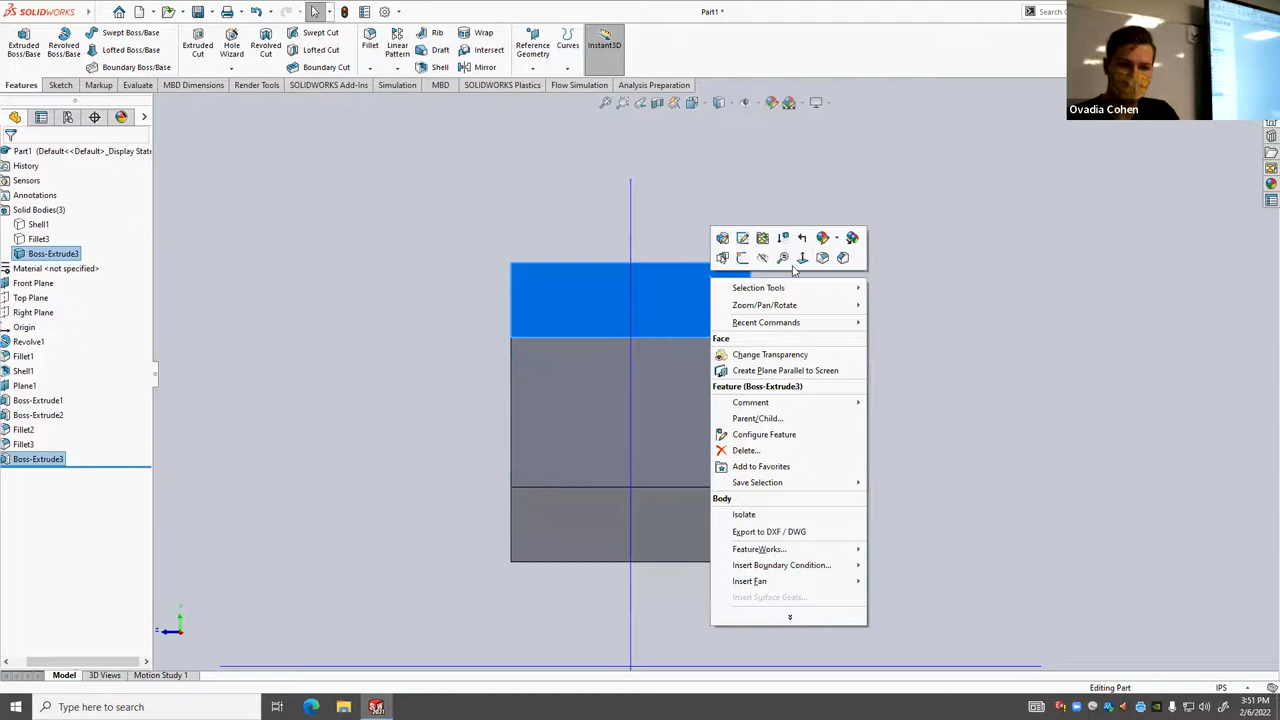 SOLIDWORKS
Part1 *
Search Co
Extruded Boss/Base
Revolved Boss/Base
Swept Boss/Base
Lofted Boss/Base
Boundary Boss/Base
Extruded Cut
Hole Wizard
Revolved Cut
Swept Cut
Lofted Cut
Boundary Cut
Fillet
Linear Pattern
Rib
Draft
Shell
Wrap
Intersect
Mirror
Reference Geometry
Curves
Instant3D
Features
Sketch
Markup
Evaluate
MBD Dimensions
Render Tools
SOLIDWORKS Add-Ins
Simulation
MBD
SOLIDWORKS Plastics
Flow Simulation
Analysis Preparation
Ovadia Cohen
Part1 (Default<<Default>_Display State
History
Sensors
Annotations
Solid Bodies(3)
Shell1
Fillet3
Boss-Extrude3
Material <not specified>
Front Plane
Top Plane
Right Plane
Origin
Revolve1
Fillet1
Shell1
Plane1
Boss-Extrude1
Boss-Extrude2
Fillet2
Fillet3
Boss-Extrude3
Selection Tools
Zoom/Pan/Rotate
Recent Commands
Face
Change Transparency
Create Plane Parallel to Screen
Feature (Boss-Extrude3)
Comment
Parent/Child...
Configure Feature
Delete...
Add to Favorites
Save Selection
Body
Isolate
Export to DXF / DWG
FeatureWorks...
Insert Boundary Condition...
Insert Fan
Insert Surface Goals...
Y
Z
Model
3D Views
Motion Study 1
Editing Part
IPS
Type here to search
3:51 PM
2/6/2022